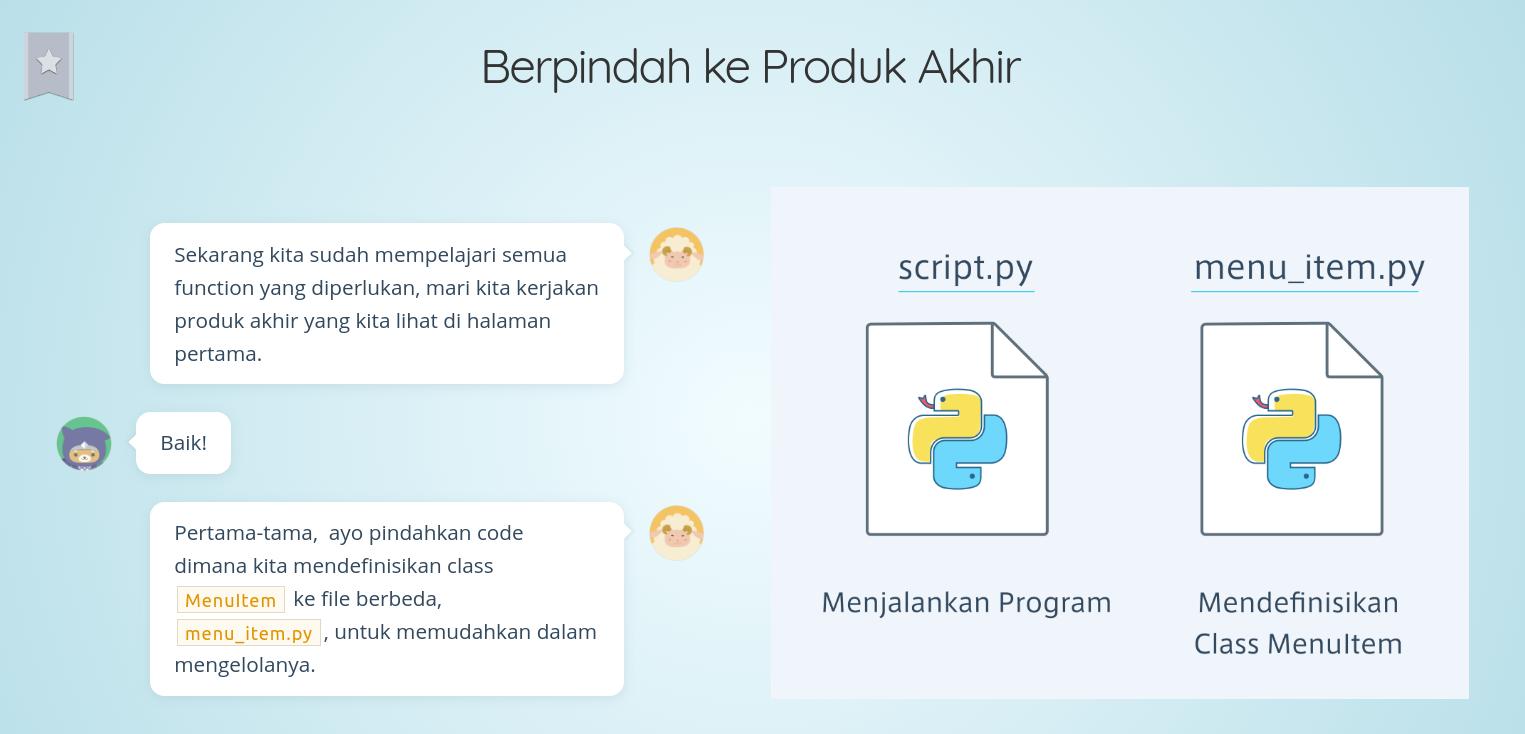 Berpindah ke Produk Akhir
Sekarang kita sudah mempelajari semua
function yang diperlukan, mari kita kerjakan
produk akhir yang kita lihat di halaman
pertama.
Baik!
Pertama-tama,  ayo pindahkan code
dimana kita mendefinisikan class
MenuItem ke file berbeda,
menu_item.py, untuk memudahkan dalam
mengelolanya.
script.py
Menjalankan Program
menu_item.py
Mendefinisikan
Class MenuItem